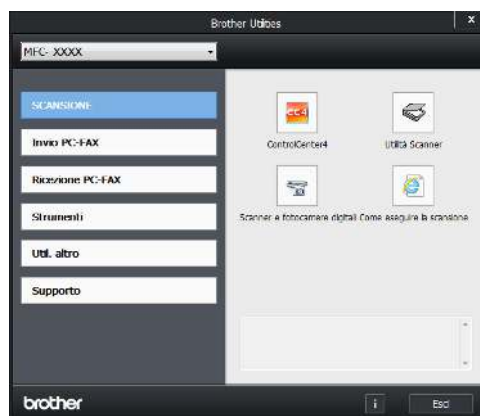 Brother Utilities
X
MFC- XXXX
SCANSIONE
Invio PC-FAX
Ricezione PC-FAX
Strumenti
Util. altro
Supporto
CC4
ControlCenter4
Utilità Scanner
Scanner e fotocamere digitali
Come eseguire la scansione
brother
i
Esci